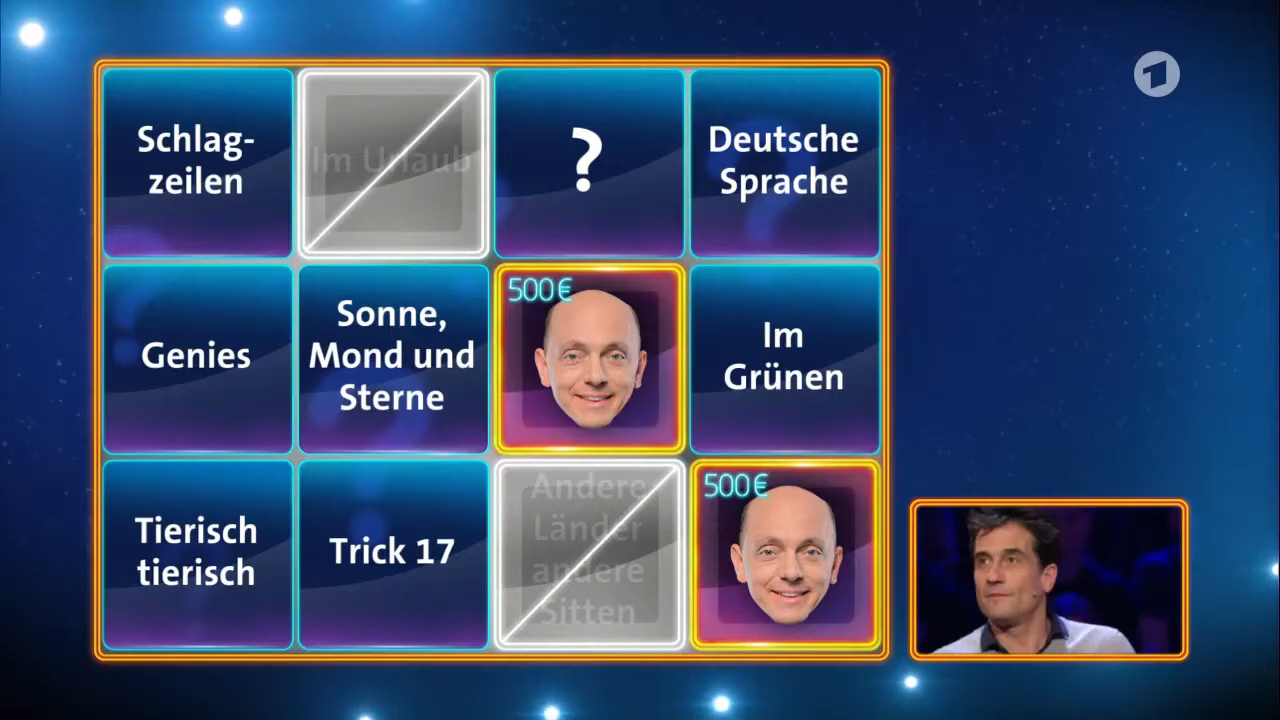 Schlag-
zeilen
Im Urlaub
?
Deutsche
Sprache
Genies
Sonne,
Mond und
Sterne
500€
Im
Grünen
Tierisch
tierisch
Trick 17
Andere
Länder
andere
Sitten
500€
1